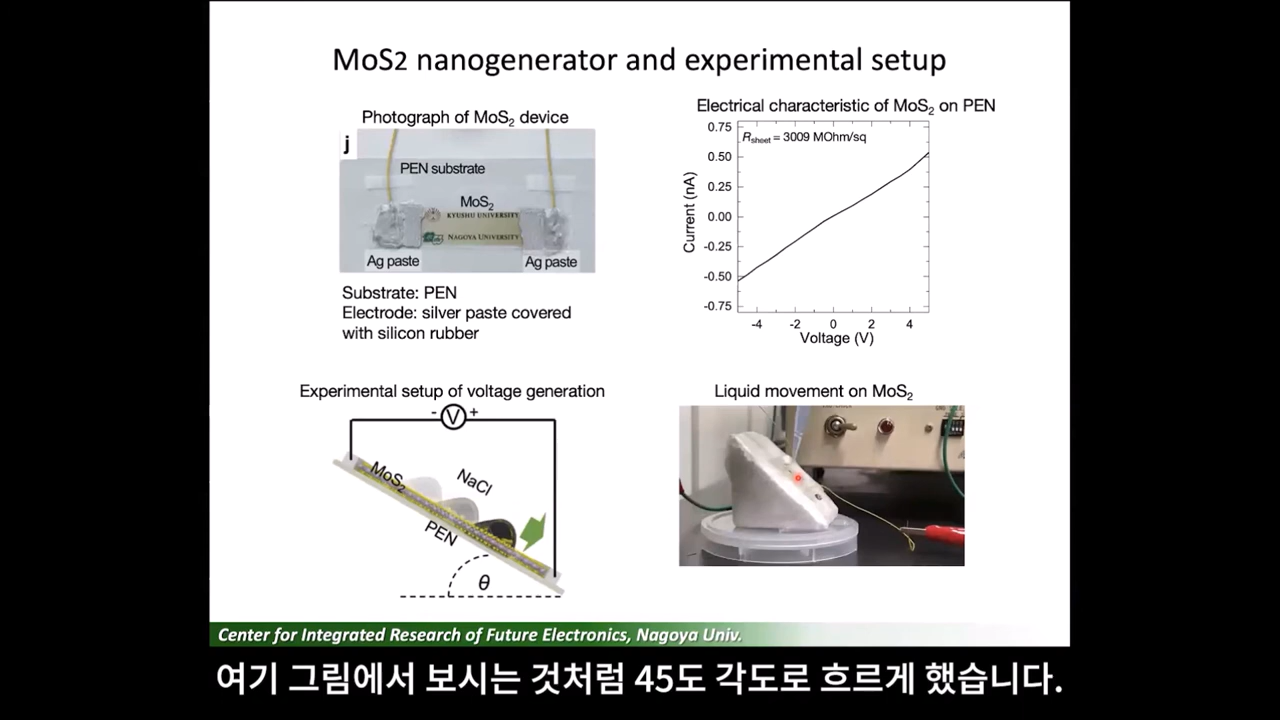 MoS2 nanogenerator and experimental setup
Photograph of MoS₂ device
j
PEN substrate
MoS₂
KYUSHU UNIVERSITY
NAGOYA UNIVERSITY
Ag paste
Ag paste
Substrate: PEN
Electrode: silver paste covered
with silicon rubber
Electrical characteristic of MoS₂ on PEN
Rsheet = 3009 MOhm/sq
Current (nA)
0.75
0.50
0.25
0.00
-0.25
-0.50
-0.75
-4 -2 0 2 4
Voltage (V)
Experimental setup of voltage generation
- V +
MoS₂
NaCl
PEN
θ
Liquid movement on MoS₂
Center for Integrated Research of Future Electronics, Nagoya Univ.
여기 그림에서 보시는 것처럼 45도 각도로 흐르게 했습니다.